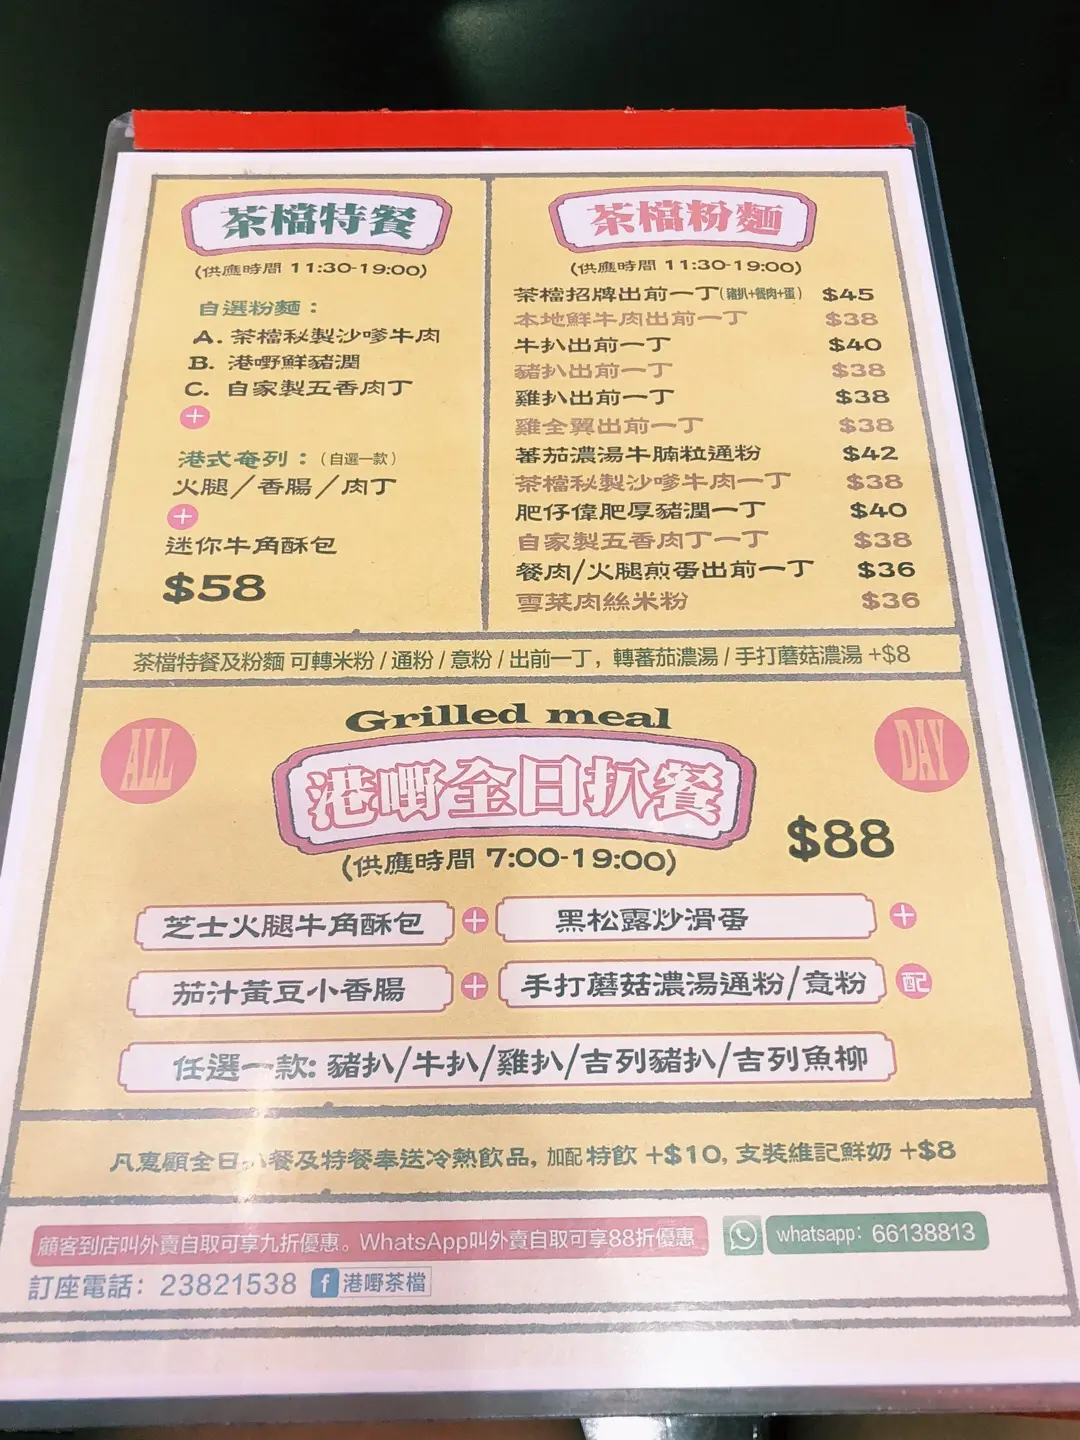 茶檔特餐
(供應時間 11:30-19:00)
自選粉麵：
A. 茶檔秘製沙嗲牛肉
B. 港嘢鮮豬潤
C. 自家製五香肉丁
+
港式奄列：(自選一款)
火腿/香腸/肉丁
+
迷你牛角酥包
$58
茶檔粉麵
(供應時間 11:30-19:00)
茶檔招牌出前一丁(豬扒+餐肉+蛋) $45
本地鮮牛肉出前一丁 $38
牛扒出前一丁 $40
豬扒出前一丁 $38
雞扒出前一丁 $38
雞全翼出前一丁 $38
蕃茄濃湯牛腩粒通粉 $42
茶檔秘製沙嗲牛肉一丁 $38
肥仔偉肥厚豬潤一丁 $40
自家製五香肉丁一丁 $38
餐肉/火腿煎蛋出前一丁 $36
雪菜肉絲米粉 $36
茶檔特餐及粉麵 可轉米粉/通粉/意粉/出前一丁，轉蕃茄濃湯/手打蘑菇濃湯 +$8
ALL
Grilled meal
DAY
港嘢全日扒餐
$88
(供應時間 7:00-19:00)
芝士火腿牛角酥包 + 黑松露炒滑蛋 +
茄汁黃豆小香腸 + 手打蘑菇濃湯通粉/意粉 配
任選一款: 豬扒/牛扒/雞扒/吉列豬扒/吉列魚柳
凡惠顧全日 餐及特餐奉送冷熱飲品, 加配特飲 +$10, 支裝維記鮮奶 +$8
顧客到店叫外賣自取可享九折優惠。WhatsApp叫外賣自取可享88折優惠
whatsapp: 66138813
訂座電話: 23821538 f 港嘢茶檔